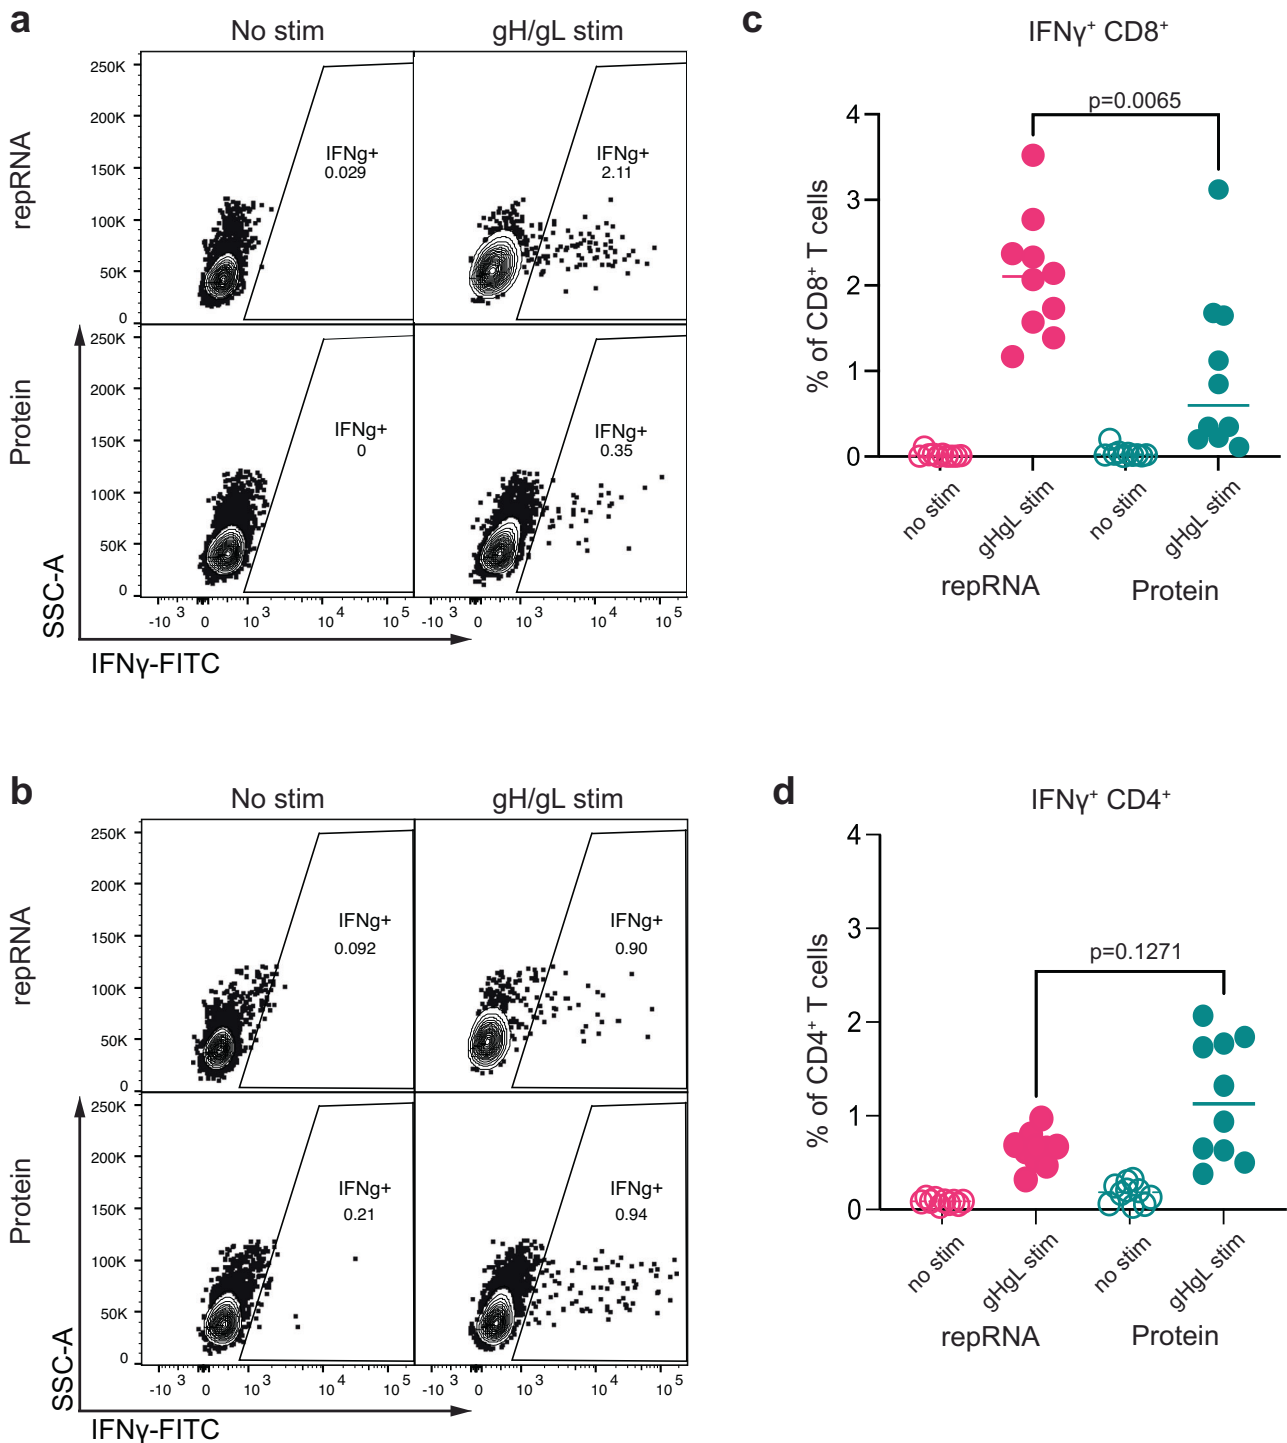 a
No stim
gH/gL stim
repRNA
250K
200K
150K
100K
50K
0
IFNg+
0.029
IFNg+
2.11
Protein
250K
200K
150K
100K
50K
0
IFNg+
0
IFNg+
0.35
-10 3 0 10 3 10 4 10 5
-10 3 0 10 3 10 4 10 5
SSC-A
IFNγ-FITC
c
IFNγ+ CD8+
p=0.0065
% of CD8+ T cells
4
3
2
1
0
no stim
gHgL stim
no stim
gHgL stim
repRNA
Protein
b
No stim
gH/gL stim
repRNA
250K
200K
150K
100K
50K
0
IFNg+
0.092
IFNg+
0.90
Protein
250K
200K
150K
100K
50K
0
IFNg+
0.21
IFNg+
0.94
-10 3 0 10 3 10 4 10 5
-10 3 0 10 3 10 4 10 5
SSC-A
IFNγ-FITC
d
IFNγ+ CD4+
p=0.1271
% of CD4+ T cells
4
3
2
1
0
no stim
gHgL stim
no stim
gHgL stim
repRNA
Protein